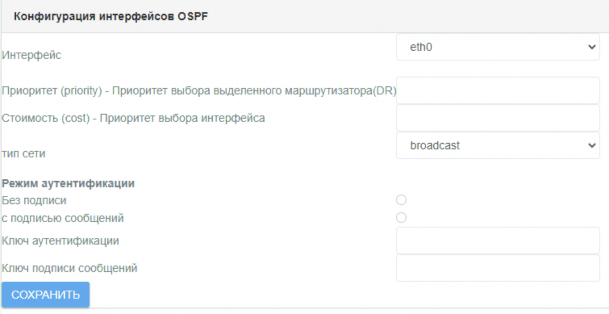 Конфигурация интерфейсов OSPF
Интерфейс
eth0
Приоритет (priority) - Приоритет выбора выделенного маршрутизатора(DR)
Стоимость (cost) - Приоритет выбора интерфейса
тип сети
broadcast
Режим аутентификации
Без подписи
с подписью сообщений
Ключ аутентификации
Ключ подписи сообщений
СОХРАНИТЬ